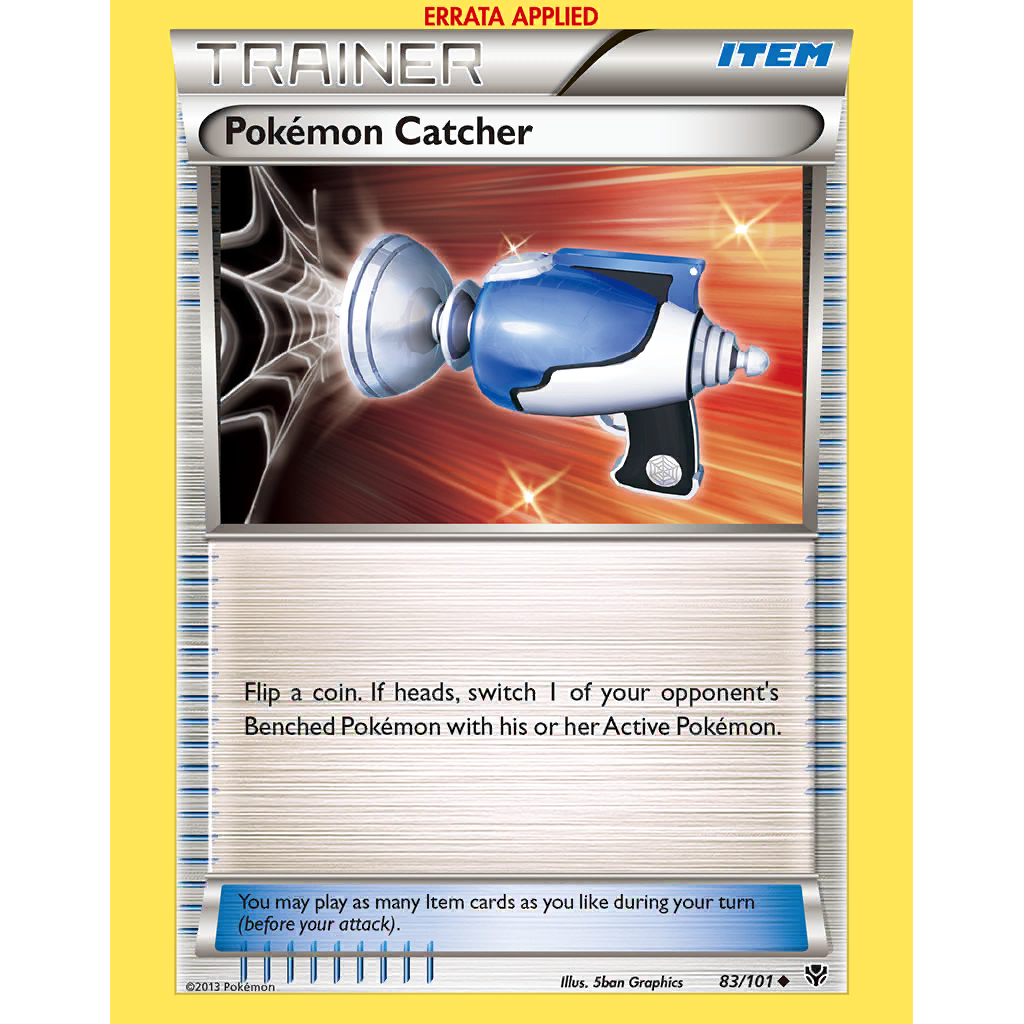 ERRATA APPLIED
TRAINER
ITEM
Pokémon Catcher
Flip a coin. If heads, switch 1 of your opponent's
Benched Pokémon with his or her Active Pokémon.
You may play as many Item cards as you like during your turn
(before your attack).
©2013 Pokémon
Illus. 5ban Graphics
83/101